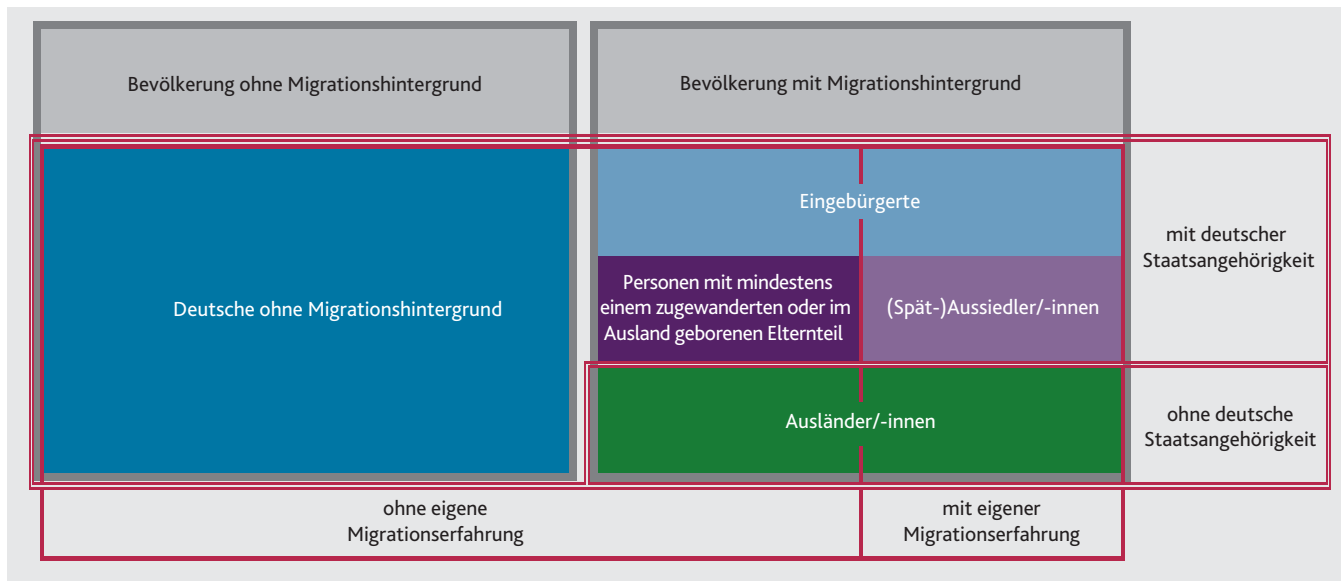 Bevölkerung ohne Migrationshintergrund
Bevölkerung mit Migrationshintergrund
Deutsche ohne Migrationshintergrund
Eingebürgerte
Personen mit mindestens
einem zugewanderten oder im
Ausland geborenen Elternteil
(Spät-)Aussiedler/-innen
Ausländer/-innen
mit deutscher
Staatsangehörigkeit
ohne deutsche
Staatsangehörigkeit
ohne eigene
Migrationserfahrung
mit eigener
Migrationserfahrung